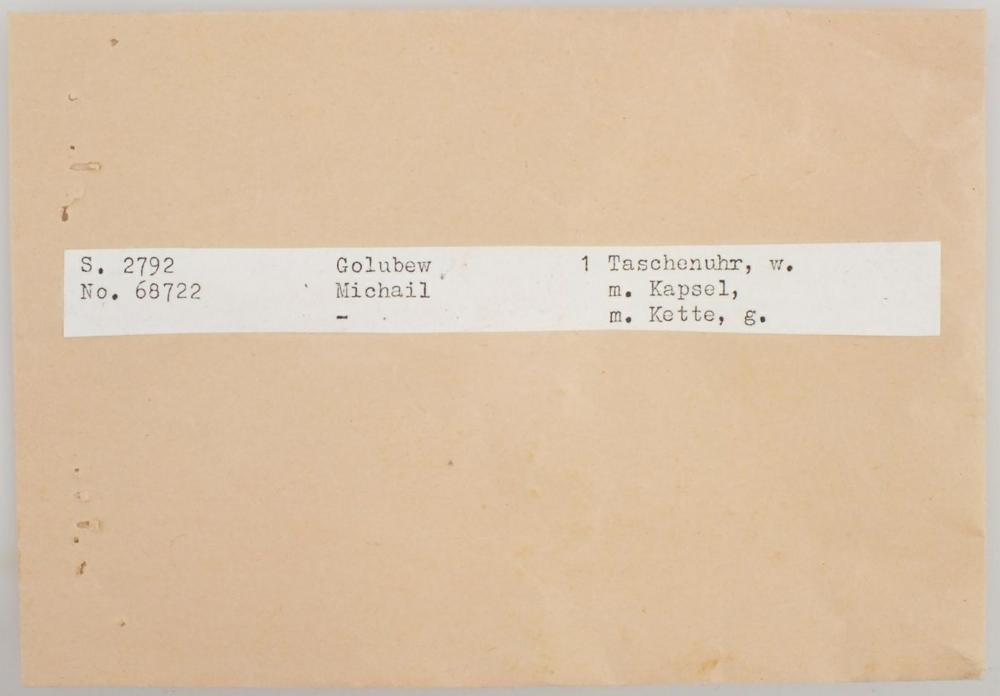 S. 2792 Golubew 1 Taschenuhr, w.
No. 68722 Michail m. Kapsel,
- m. Kette, g.